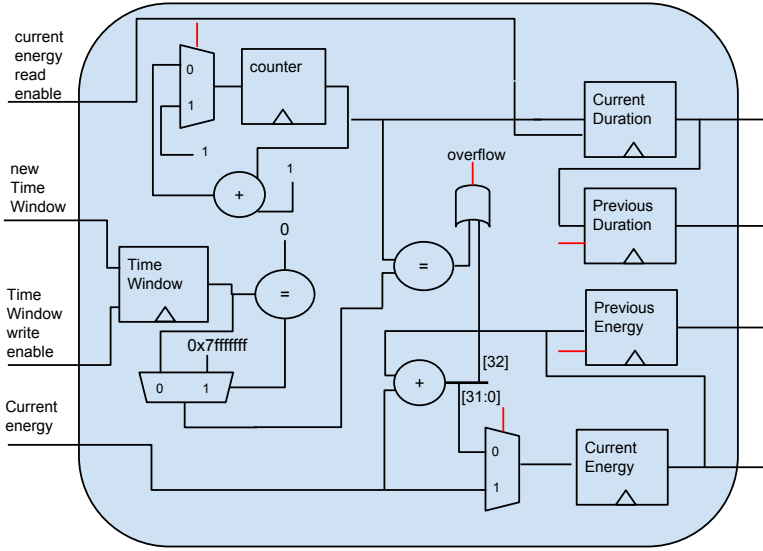 current
energy
read
enable
0
1
1
counter
+
1
Current
Duration
new
Time
Window
overflow
Previous
Duration
0
Time
Window
=
=
Time
Window
write
enable
0x7fffffff
0
1
Previous
Energy
+
[32]
[31:0]
Current
energy
0
1
Current
Energy